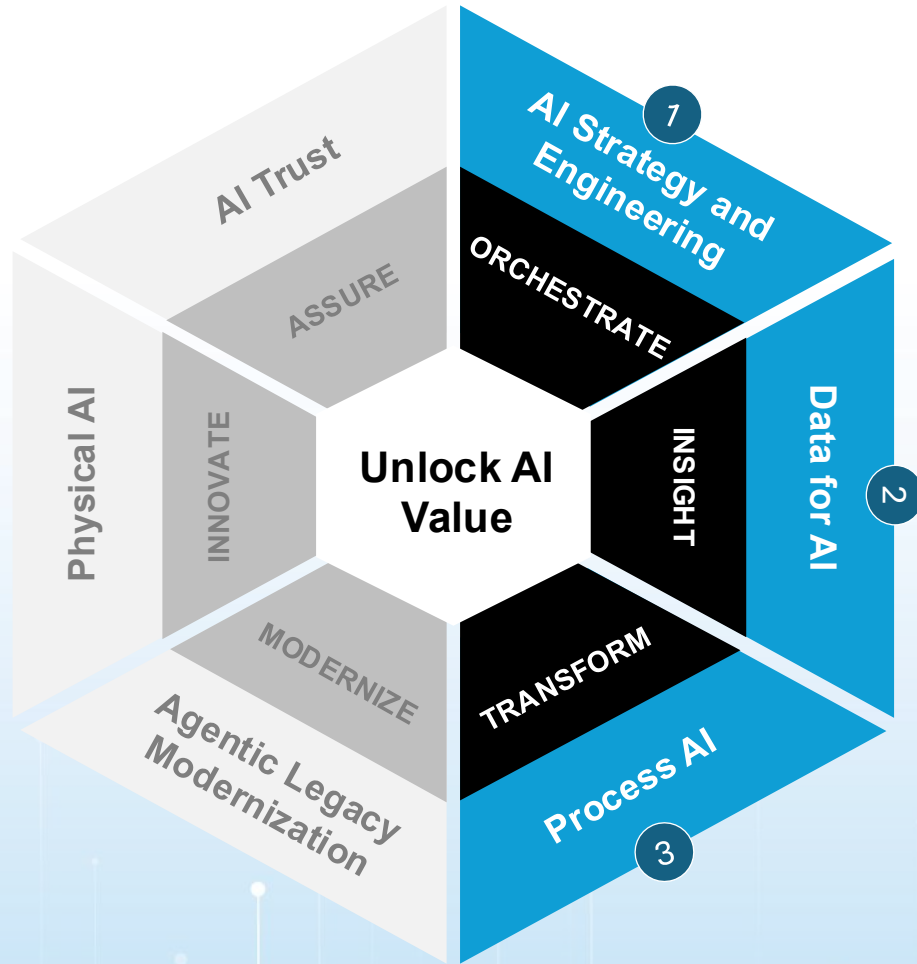 1
AI Strategy and
Engineering
ORCHESTRATE
2
Data for AI
INSIGHT
3
Process AI
TRANSFORM
Agentic Legacy
Modernization
MODERNIZE
Physical AI
INNOVATE
AI Trust
ASSURE
Unlock AI
Value